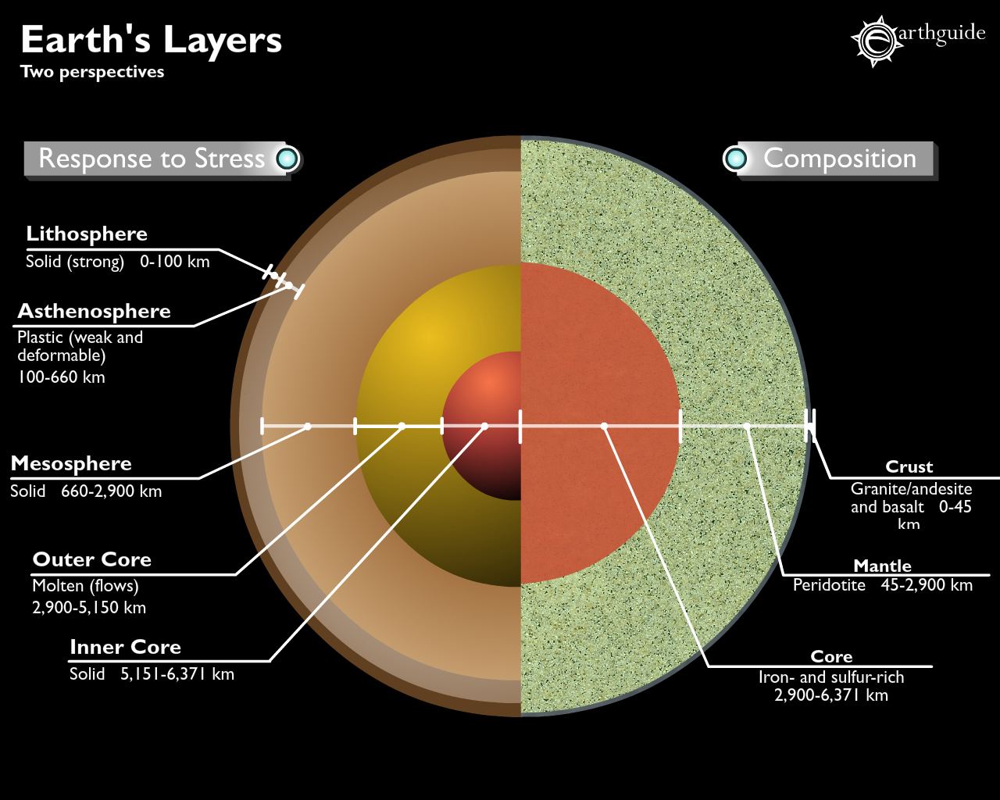 Earth's Layers
Two perspectives
earthguide
Response to Stress
Composition
Lithosphere
Solid (strong) 0-100 km
Asthenosphere
Plastic (weak and
deformable)
100-660 km
Mesosphere
Solid 660-2,900 km
Outer Core
Molten (flows)
2,900-5,150 km
Inner Core
Solid 5,151-6,371 km
Crust
Granite/andesite
and basalt 0-45
km
Mantle
Peridotite 45-2,900 km
Core
Iron- and sulfur-rich
2,900-6,371 km